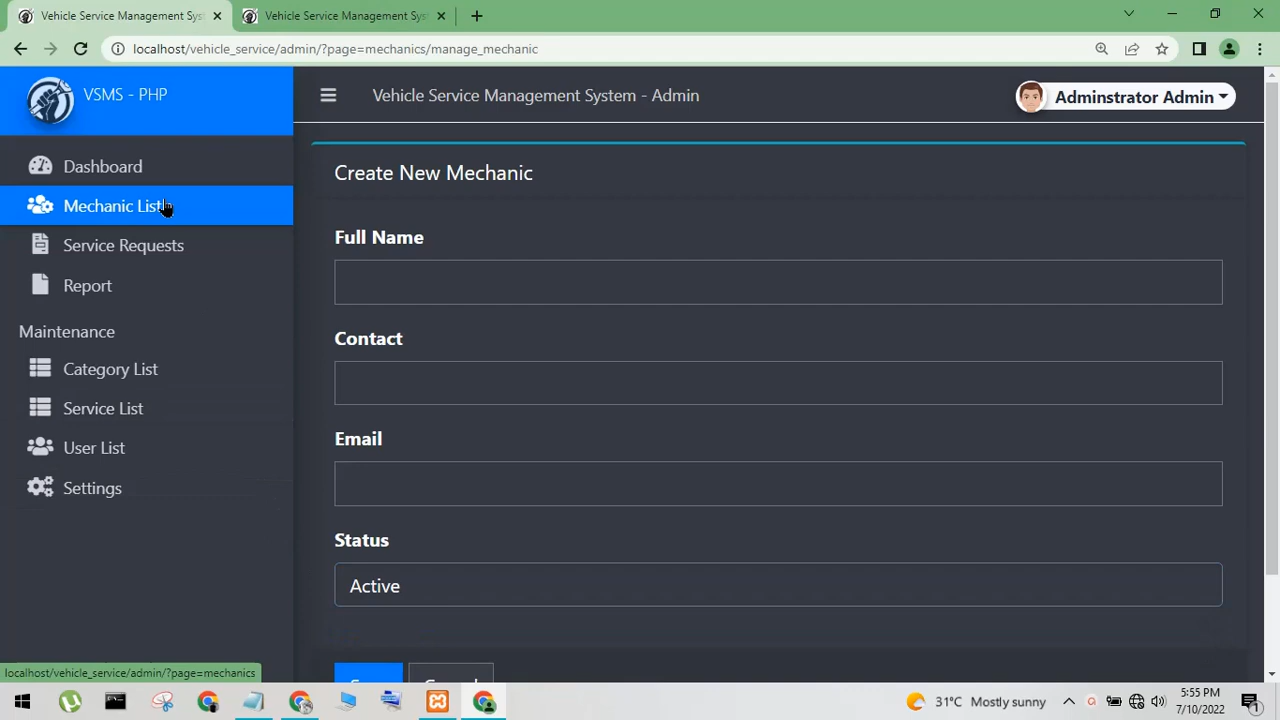 Vehicle Service Management Syst
Vehicle Service Management Syst
localhost/vehicle_service/admin/?page=mechanics/manage_mechanic
VSMS - PHP
Vehicle Service Management System - Admin
Adminstrator Admin
Dashboard
Mechanic List
Service Requests
Report
Maintenance
Category List
Service List
User List
Settings
Create New Mechanic
Full Name
Contact
Email
Status
Active
localhost/vehicle_service/admin/?page=mechanics
31°C Mostly sunny
5:55 PM
7/10/2022